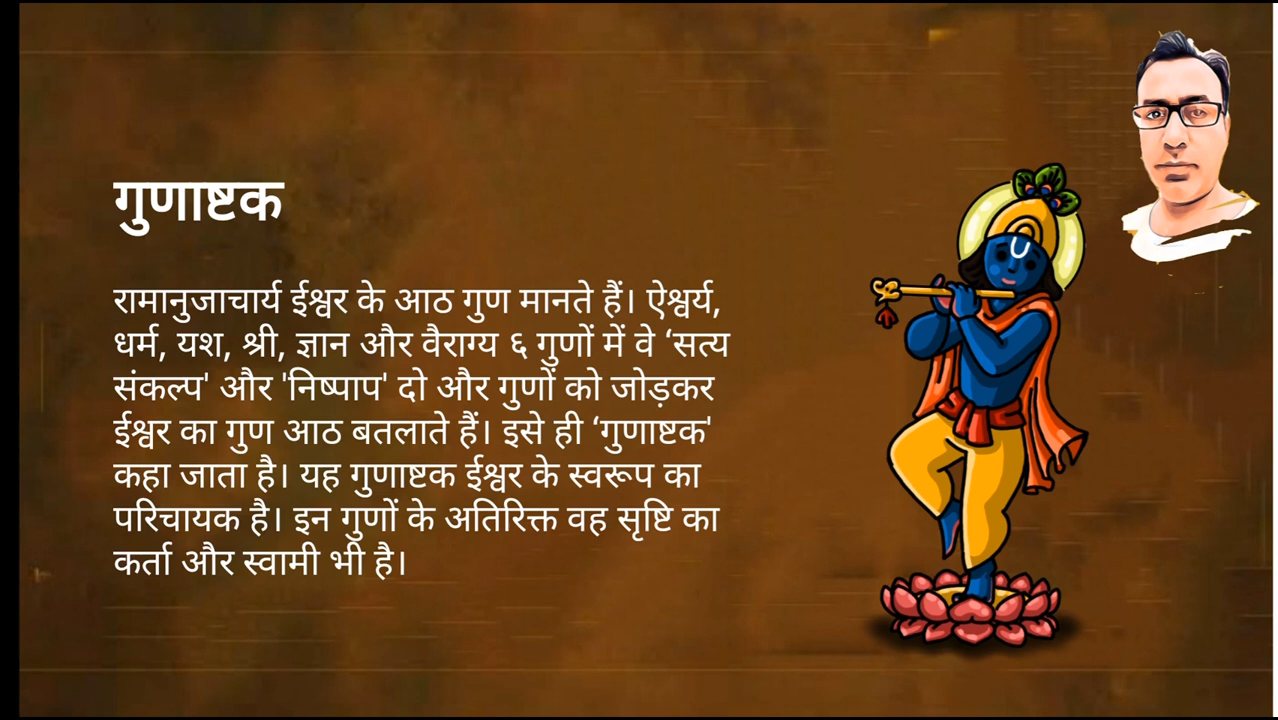 गुणाष्टक
रामानुजाचार्य ईश्वर के आठ गुण मानते हैं। ऐश्वर्य,
धर्म, यश, श्री, ज्ञान और वैराग्य ६ गुणों में वे ‘सत्य
संकल्प' और 'निष्पाप' दो और गुणों को जोड़कर
ईश्वर का गुण आठ बतलाते हैं। इसे ही ‘गुणाष्टक'
कहा जाता है। यह गुणाष्टक ईश्वर के स्वरूप का
परिचायक है। इन गुणों के अतिरिक्त वह सृष्टि का
कर्ता और स्वामी भी है।